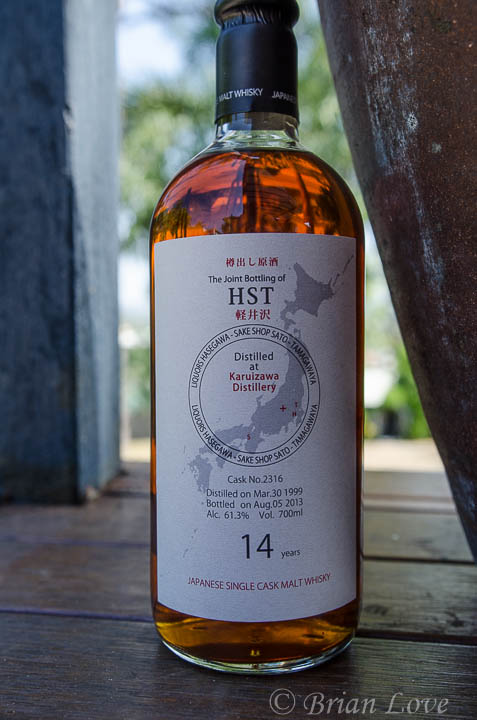 MALT WHISKY JAPANE
樽出し原酒
The Joint Bottling of
HST
軽井沢
LIQUORS HASEGAWA - SAKE SHOP SATO - TAMAGAWAYA
Distilled
at
Karuizawa
Distillery
T
H
S
LIQUORS HASEGAWA - SAKE SHOP SATO - TAMAGAWAYA
Cask No.2316
Distilled on Mar.30 1999
Bottled on Aug.05 2013
Alc. 61.3% Vol. 700ml
14 years
JAPANESE SINGLE CASK MALT WHISKY
© Brian Love